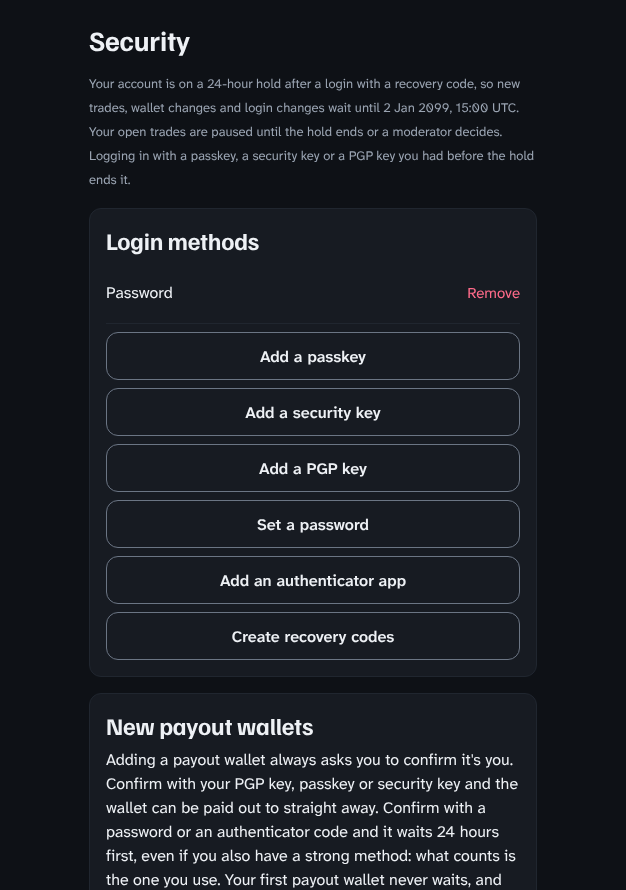 Security
Your account is on a 24-hour hold after a login with a recovery code, so new
trades, wallet changes and login changes wait until 2 Jan 2099, 15:00 UTC.
Your open trades are paused until the hold ends or a moderator decides.
Logging in with a passkey, a security key or a PGP key you had before the hold
ends it.
Login methods
Password
Remove
Add a passkey
Add a security key
Add a PGP key
Set a password
Add an authenticator app
Create recovery codes
New payout wallets
Adding a payout wallet always asks you to confirm it's you.
Confirm with your PGP key, passkey or security key and the
wallet can be paid out to straight away. Confirm with a
password or an authenticator code and it waits 24 hours
first, even if you also have a strong method: what counts is
the one you use. Your first payout wallet never waits, and